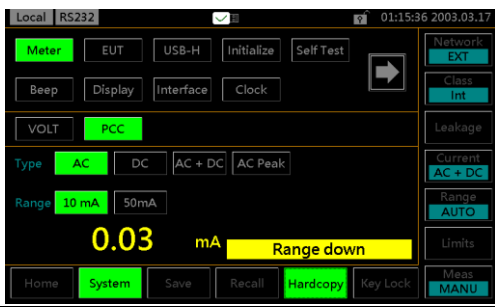 Local RS232 01:15:36 2003.03.17
Meter EUT USB-H Initialize Self Test
Beep Display Interface Clock
VOLT PCC
Type AC DC AC + DC AC Peak
Range 10 mA 50mA
0.03 mA
Range down
Network
EXT
Class
Int
Leakage
Current
AC + DC
Range
AUTO
Limits
Meas
MANU
Home System Save Recall Hardcopy Key Lock